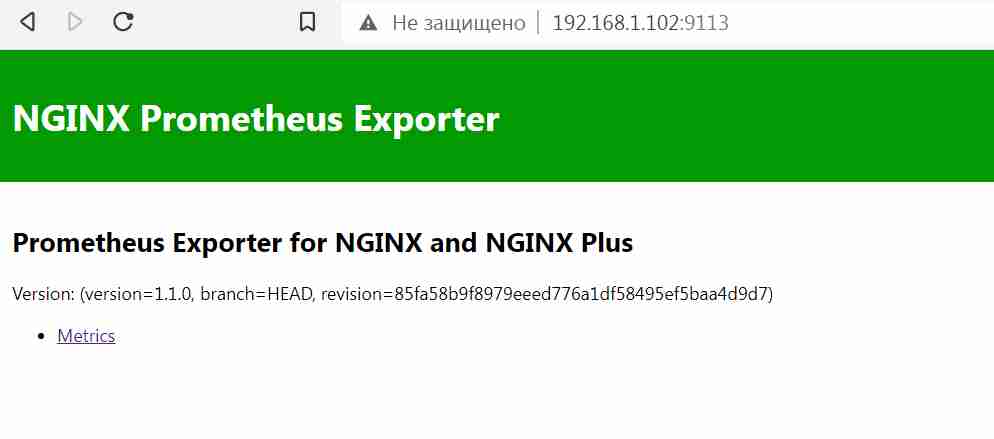 Не защищено | 192.168.1.102:9113
NGINX Prometheus Exporter
Prometheus Exporter for NGINX and NGINX Plus
Version: (version=1.1.0, branch=HEAD, revision=85fa58b9f8979eeed776a1df58495ef5baa4d9d7)
• Metrics